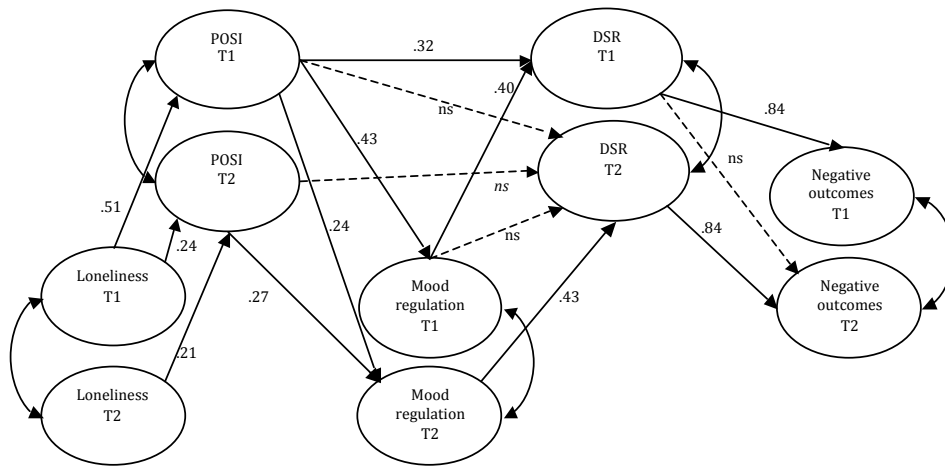 POSI
T1
.32
DSR
T1
.40
ns
.84
.43
POSI
T2
ns
DSR
T2
ns
Negative
outcomes
T1
.51
.24
.24
ns
.84
Loneliness
T1
.27
Mood
regulation
T1
.43
Negative
outcomes
T2
.21
Loneliness
T2
Mood
regulation
T2